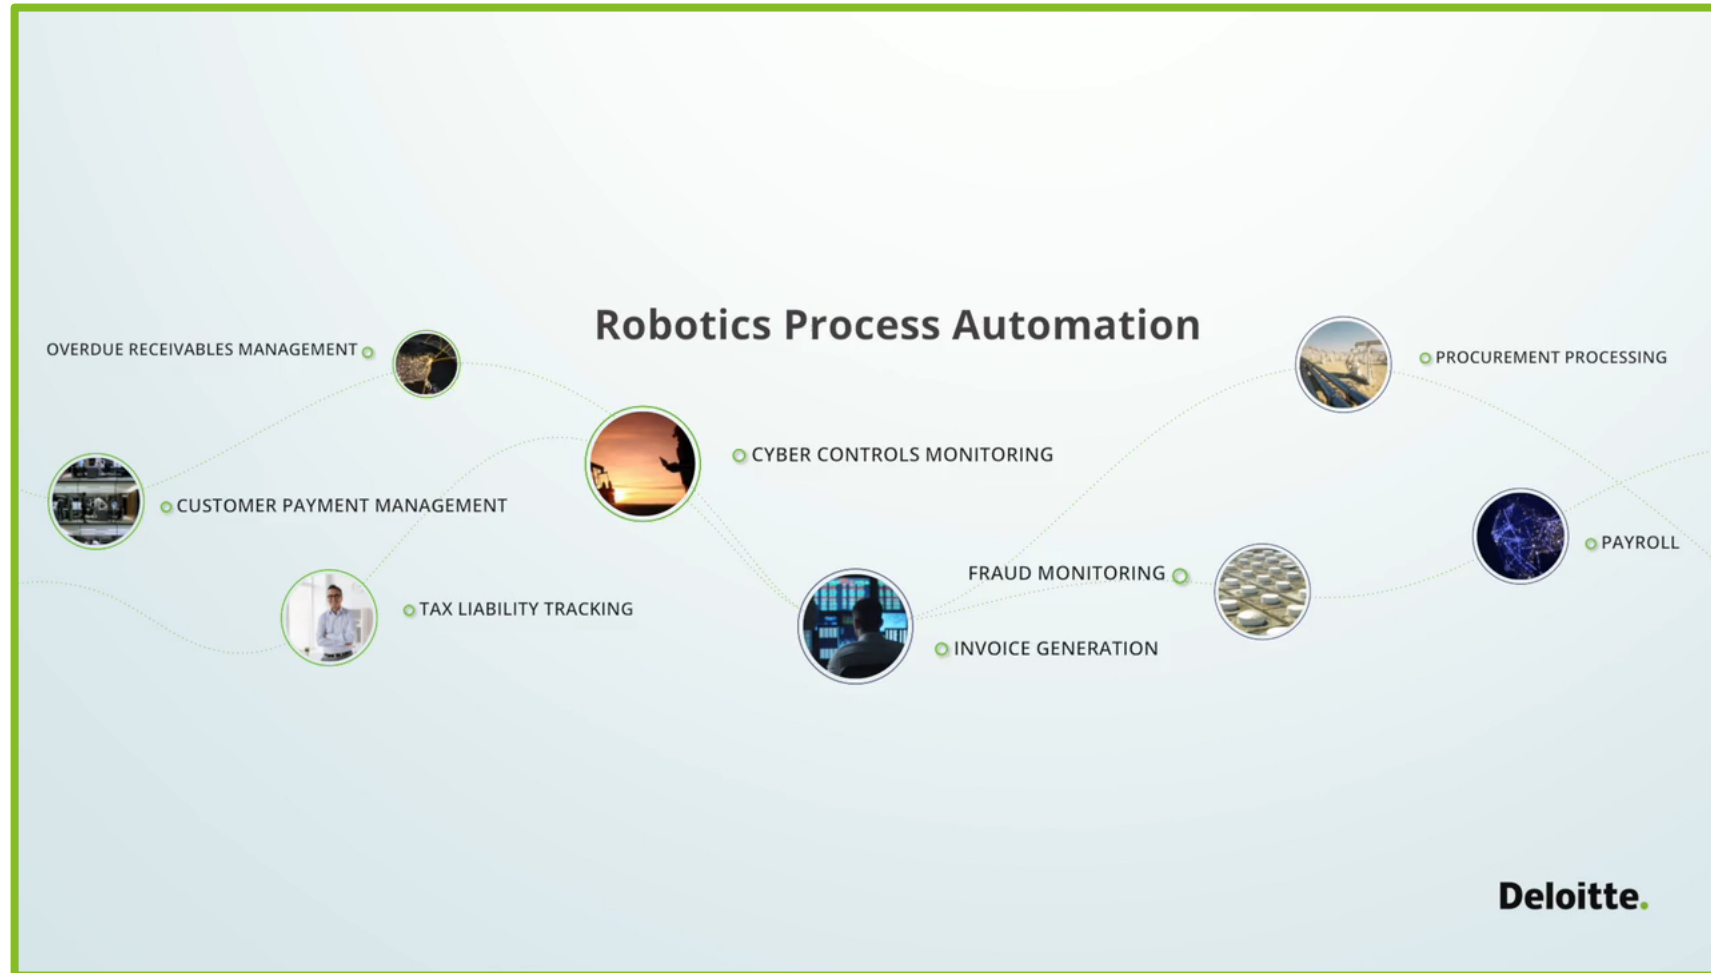 Robotics Process Automation
OVERDUE RECEIVABLES MANAGEMENT
PROCUREMENT PROCESSING
CYBER CONTROLS MONITORING
CUSTOMER PAYMENT MANAGEMENT
PAYROLL
FRAUD MONITORING
TAX LIABILITY TRACKING
INVOICE GENERATION
Deloitte.